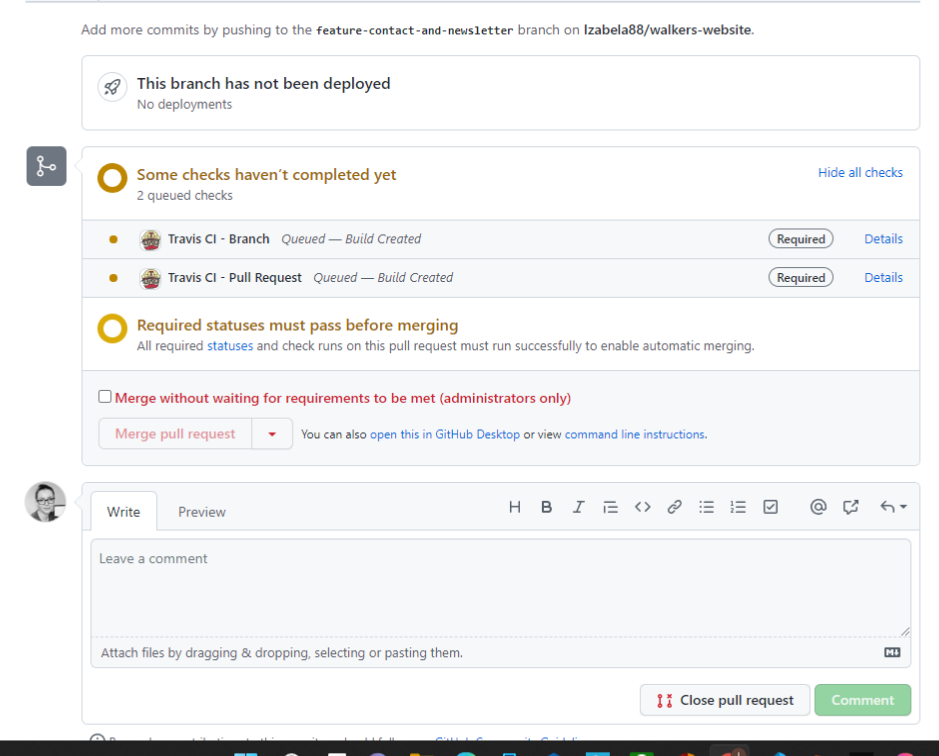 Add more commits by pushing to the feature-contact-and-newsletter branch on Izabela88/walkers-website.
This branch has not been deployed
No deployments
Some checks haven't completed yet
Hide all checks
2 queued checks
Travis CI - Branch Queued — Build Created Required Details
Travis CI - Pull Request Queued — Build Created Required Details
Required statuses must pass before merging
All required statuses and check runs on this pull request must run successfully to enable automatic merging.
Merge without waiting for requirements to be met (administrators only)
Merge pull request You can also open this in GitHub Desktop or view command line instructions.
Write Preview
Leave a comment
Attach files by dragging & dropping, selecting or pasting them.
Close pull request Comment